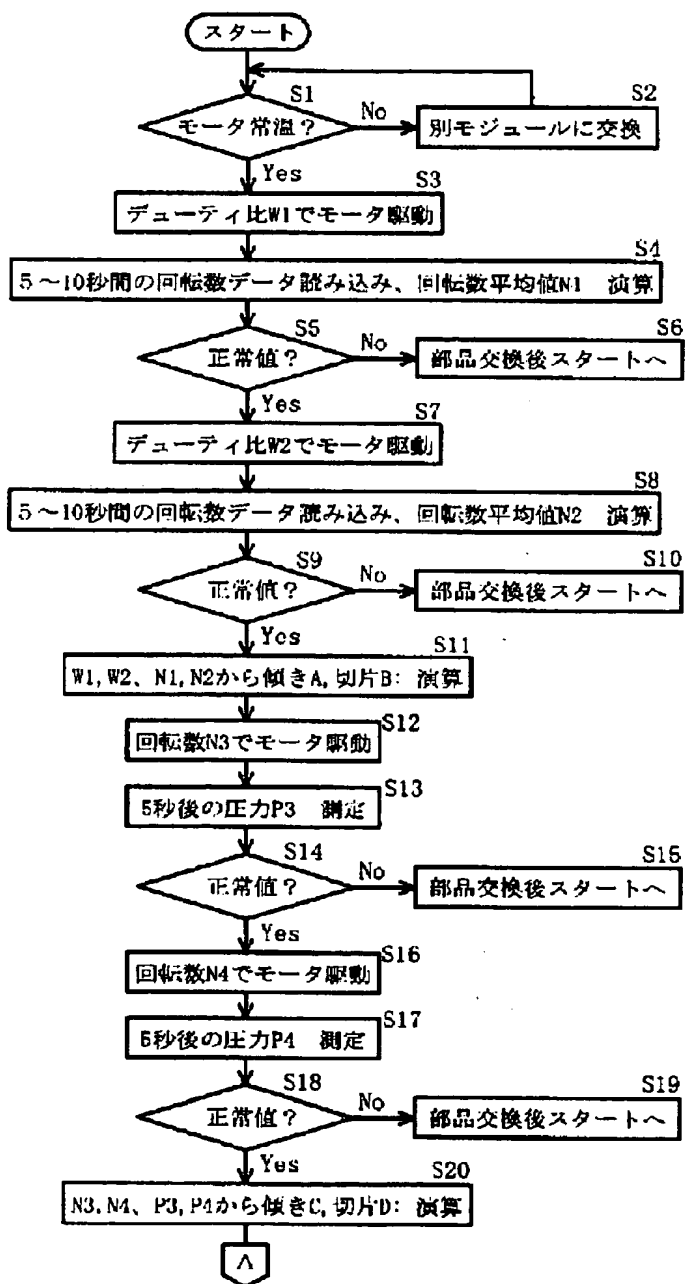 スタート
S1
モータ常温?
No
S2
別モジュールに交換
Yes
S3
デューティ比W1でモータ駆動
S4
5~10秒間の回転数データ読み込み、回転数平均値N1 演算
S5
正常値?
No
S6
部品交換後スタートへ
Yes
S7
デューティ比W2でモータ駆動
S8
5~10秒間の回転数データ読み込み、回転数平均値N2 演算
S9
正常値?
No
S10
部品交換後スタートへ
Yes
S11
W1,W2、N1,N2から傾きA,切片B:演算
S12
回転数N3でモータ駆動
S13
5秒後の圧力P3 測定
S14
正常値?
No
S15
部品交換後スタートへ
Yes
S16
回転数N4でモータ駆動
S17
5秒後の圧力P4 測定
S18
正常値?
No
S19
部品交換後スタートへ
Yes
S20
N3,N4、P3,P4から傾きC,切片D:演算
A